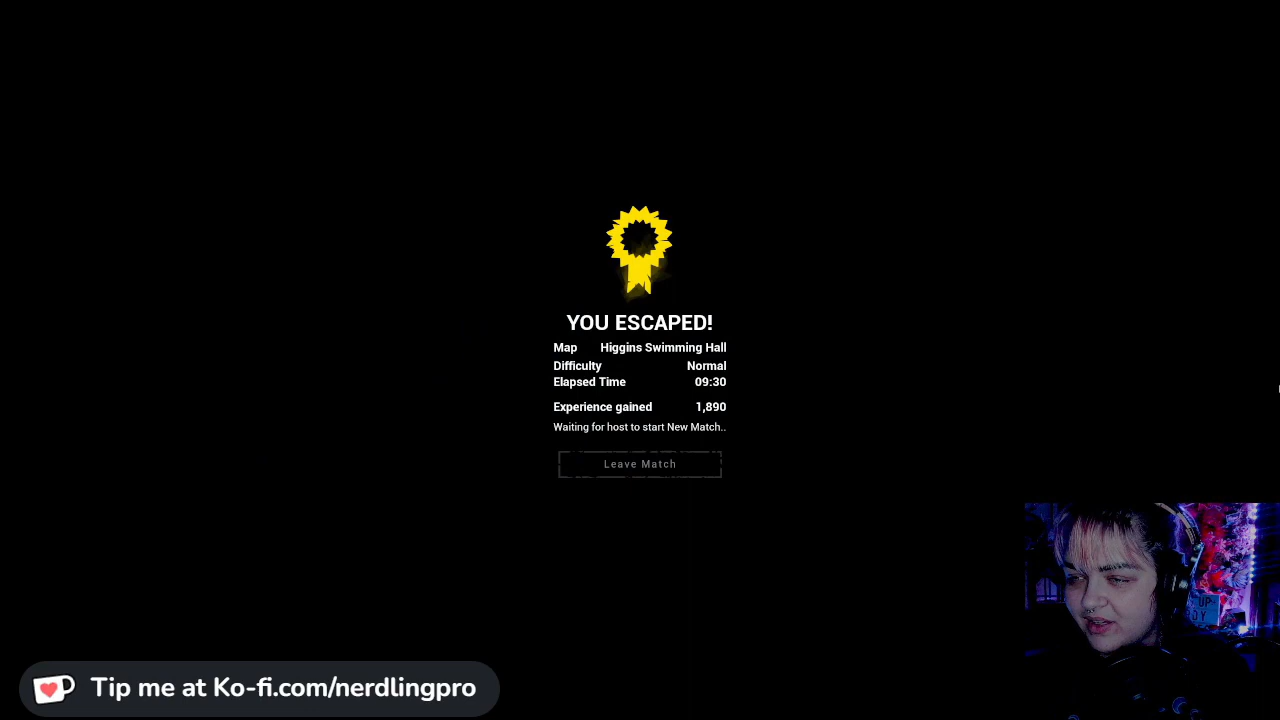 YOU ESCAPED!
Map Higgins Swimming Hall
Difficulty Normal
Elapsed Time 09:30
Experience gained 1,890
Waiting for host to start New Match..
Leave Match
UP
Tip me at Ko-fi.com/nerdlingpro